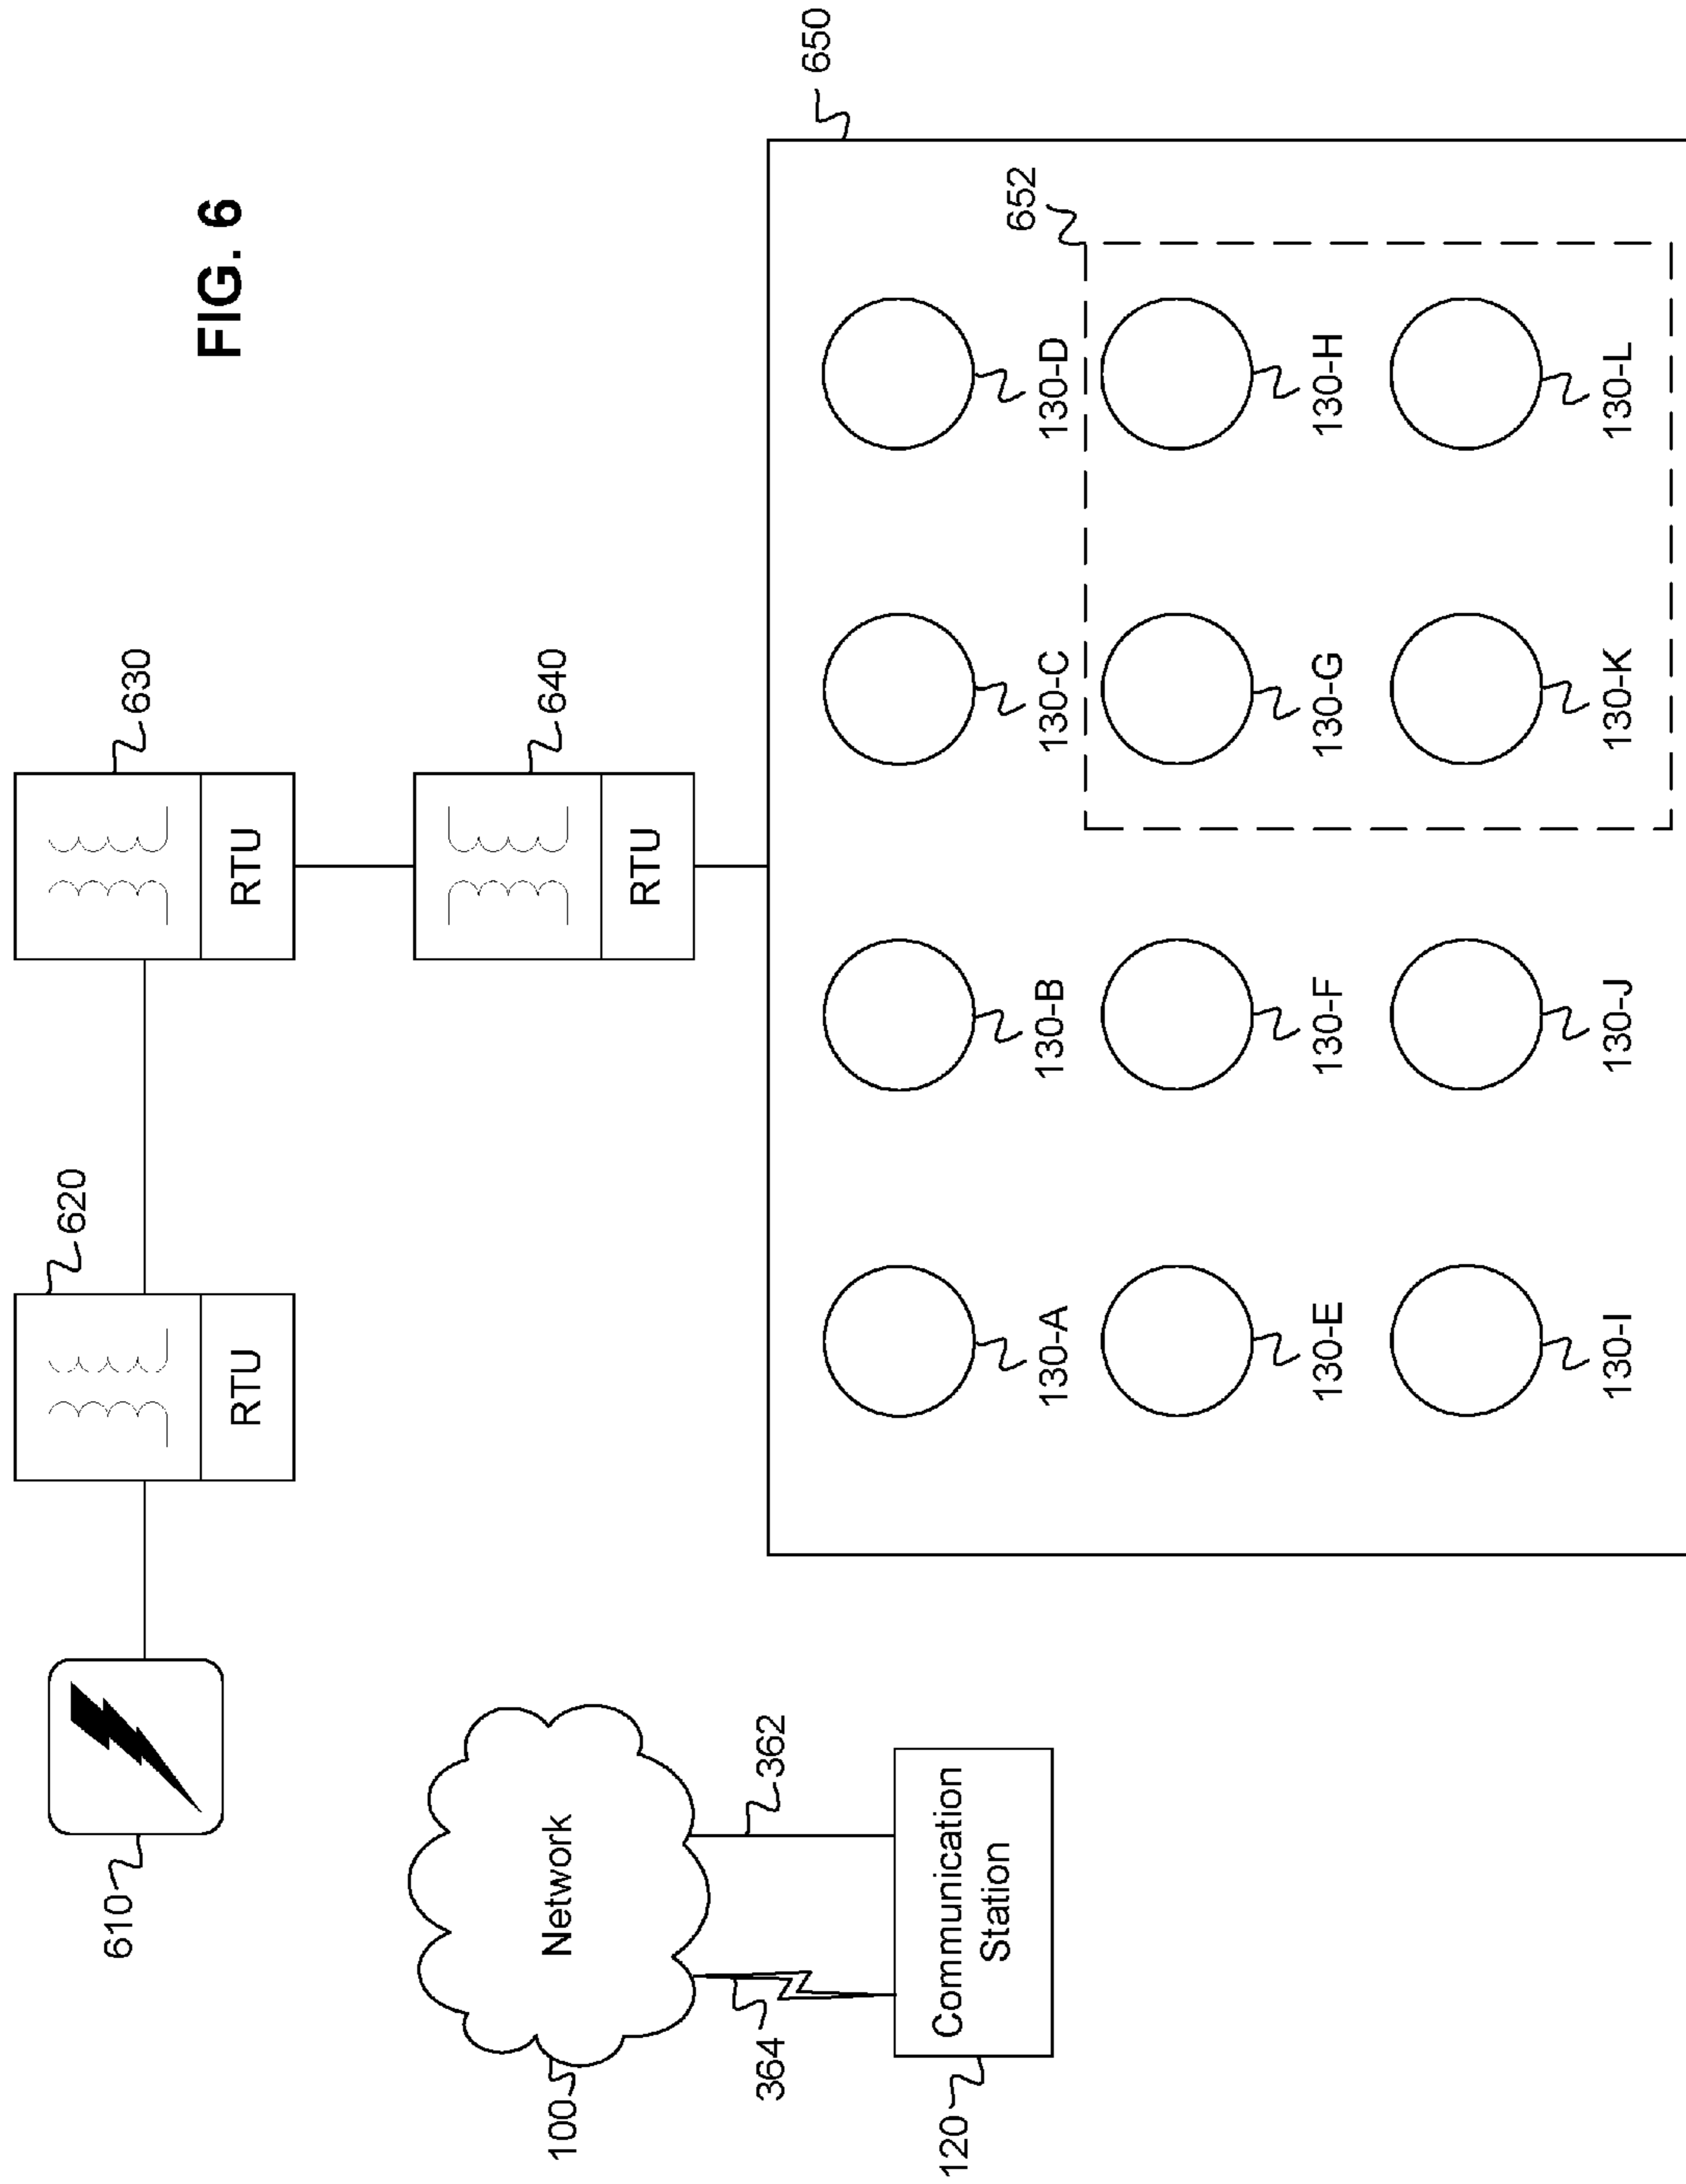 FIG. 6
610
620
630
RTU
RTU
100
Network
640
RTU
364
362
120
Communication
Station
650
652
130-A
130-B
130-C
130-D
130-E
130-F
130-G
130-H
130-I
130-J
130-K
130-L